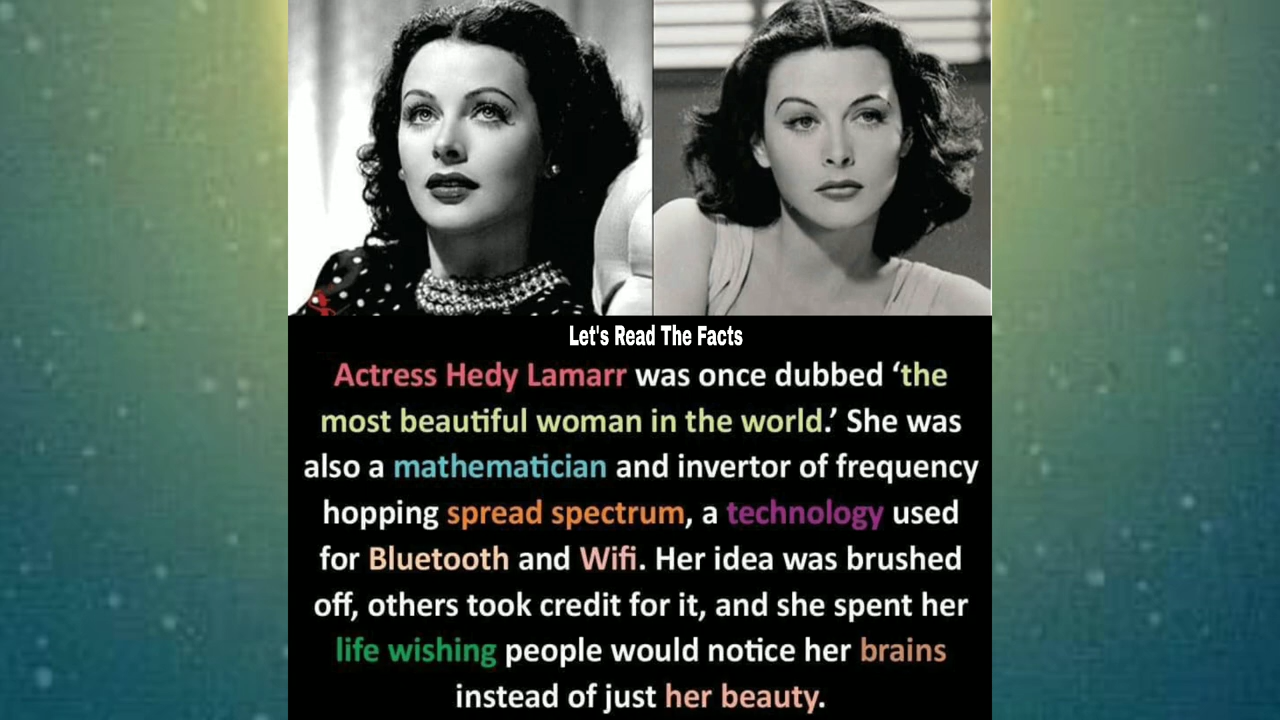 Let's Read The Facts
Actress Hedy Lamarr was once dubbed ‘the
most beautiful woman in the world.’ She was
also a mathematician and invertor of frequency
hopping spread spectrum, a technology used
for Bluetooth and Wifi. Her idea was brushed
off, others took credit for it, and she spent her
life wishing people would notice her brains
instead of just her beauty.